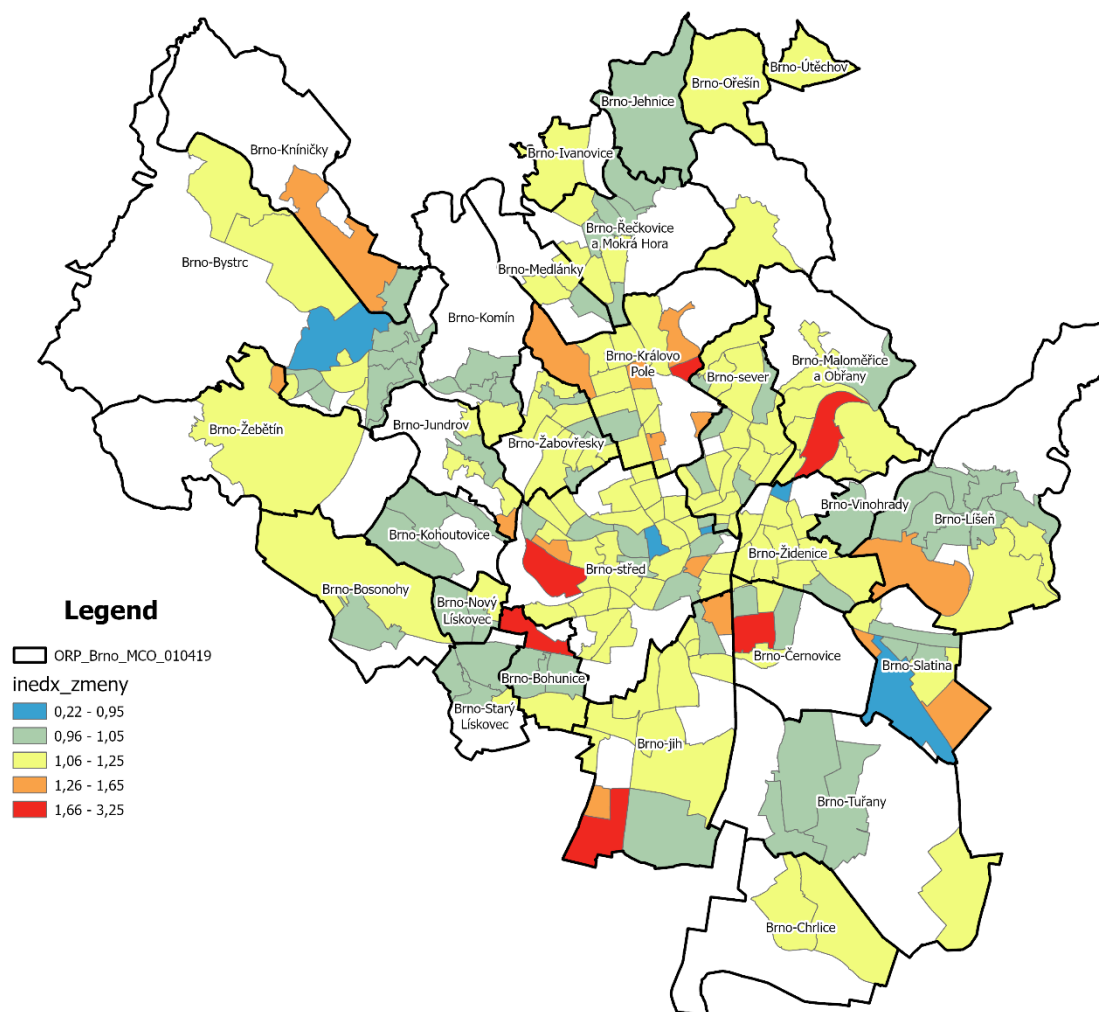 Brno-Útěchov
Brno-Ořešín
Brno-Jehnice
Brno-Kníničky
Brno-Ivanovice
Brno-Řečkovice
a Mokrá Hora
Brno-Bystrc
Brno-Medlánky
Brno-Komín
Brno-Královo
Pole
Brno-sever
Brno-Maloměřice
a Obřany
Brno-Žebětín
Brno-Jundrov
Brno-Žabovřesky
Brno-Vinohrady
Brno-Líšeň
Brno-Kohoutovice
Brno-Židenice
Brno-střed
Brno-Bosonohy
Brno-Nový
Lískovec
Brno-Černovice
Brno-Slatina
Brno-Bohunice
Brno-Starý
Lískovec
Brno-jih
Brno-Tuřany
Brno-Chrlice
Legend
ORP_Brno_MCO_010419
inedx_zmeny
0,22 - 0,95
0,96 - 1,05
1,06 - 1,25
1,26 - 1,65
1,66 - 3,25